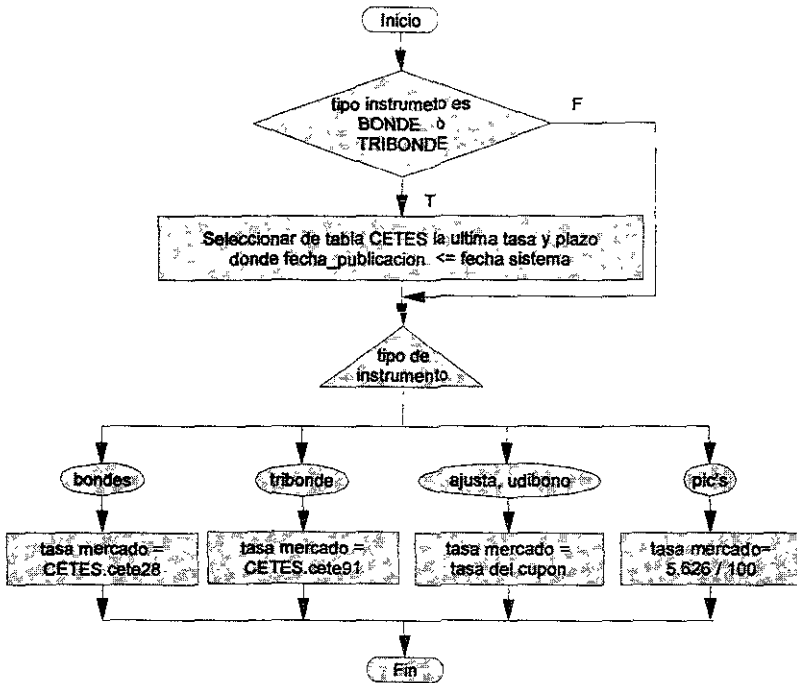 Inicio
tipo instrumeto es
BONDE ò
TRIBONDE
F
T
Seleccionar de tabla CETES la ultima tasa y plazo
donde fecha_publicacion <= fecha sistema
tipo de
instrumento
bondes
tribonde
ajusta, udibono
pic's
tasa mercado =
CETES.cete28
tasa mercado =
CETES.cete91
tasa mercado =
tasa del cupon
tasa mercado=
5.626 / 100
Fin